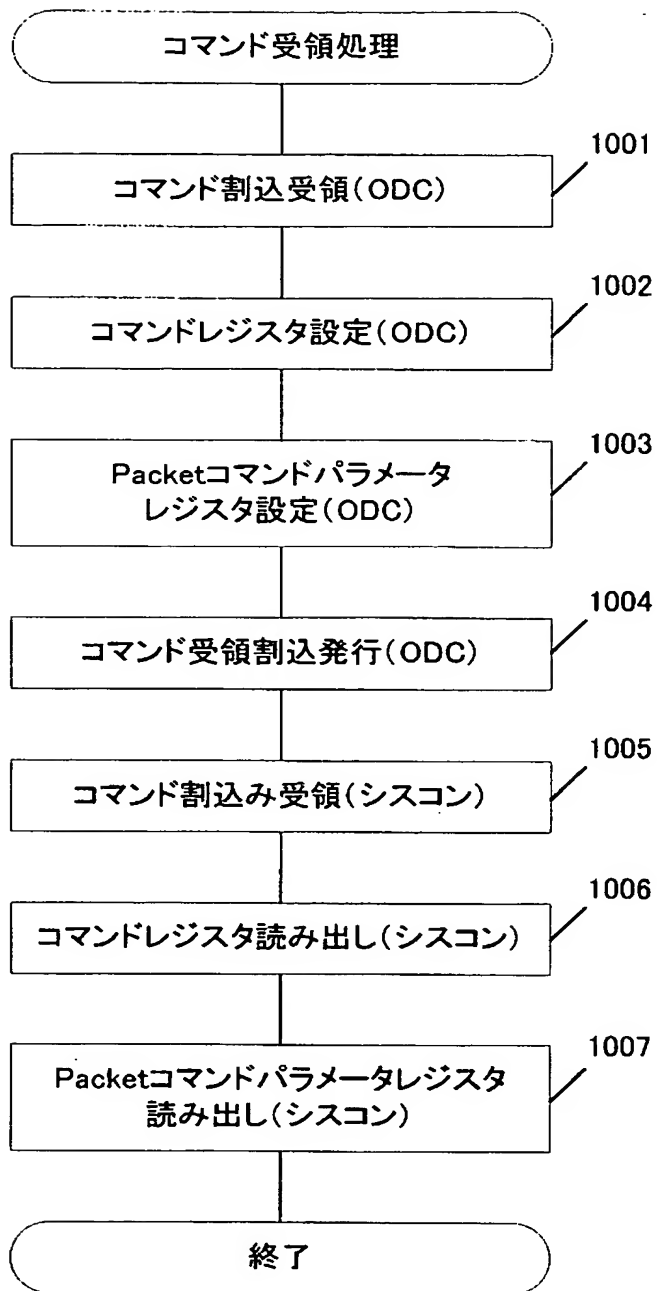 コマンド受領処理
1001
コマンド割込受領(ODC)
1002
コマンドレジスタ設定(ODC)
1003
Packetコマンドパラメータ
レジスタ設定(ODC)
1004
コマンド受領割込発行(ODC)
1005
コマンド割込み受領(シスコン)
1006
コマンドレジスタ読み出し(シスコン)
1007
Packetコマンドパラメータレジスタ
読み出し(シスコン)
終了